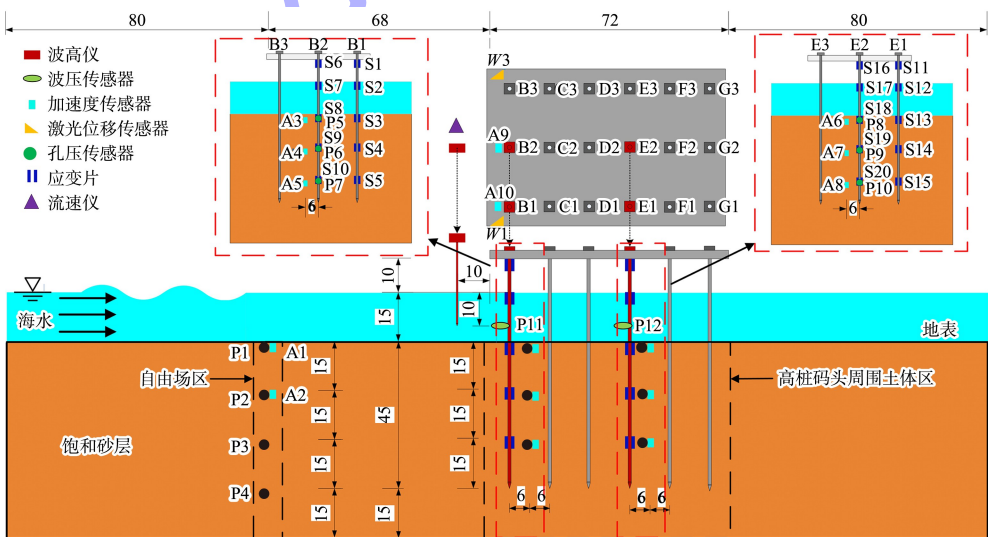 80 68 72 80
波高仪
波压传感器
加速度传感器
激光位移传感器
孔压传感器
应变片
流速仪
B3 B2 B1
S6 S1
S7 S2
S8
A3 P5 S3
S9
A4 P6 S4
S10
A5 P7 S5
6
W3
B3 C3 D3 E3 F3 G3
A9
B2 C2 D2 E2 F2 G2
A10
B1 C1 D1 E1 F1 G1
W1
E3 E2 E1
S16 S11
S17 S12
S18
A6 P8 S13
S19
A7 P9 S14
S20
A8 P10 S15
6
10 10
海水 15 10 P11 P12 地表
P1 A1
15 15
自由场区 高桩码头周围土体区
P2 A2
15 45 15
饱和砂层 P3
15 15
P4 6 6 6 6
15 15